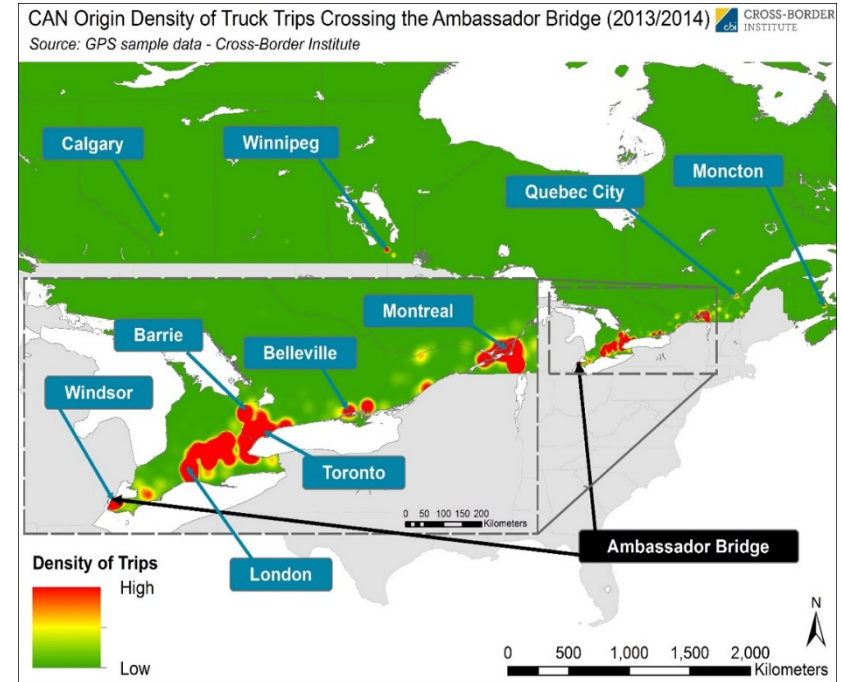 CAN Origin Density of Truck Trips Crossing the Ambassador Bridge (2013/2014)
cbi
CROSS-BORDER
INSTITUTE
Source: GPS sample data - Cross-Border Institute
Calgary
Winnipeg
Moncton
Quebec City
Montreal
Barrie
Belleville
Windsor
Toronto
0 50 100 150 200
Kilometers
Ambassador Bridge
London
Density of Trips
High
Low
N
0 500 1,000 1,500 2,000
Kilometers